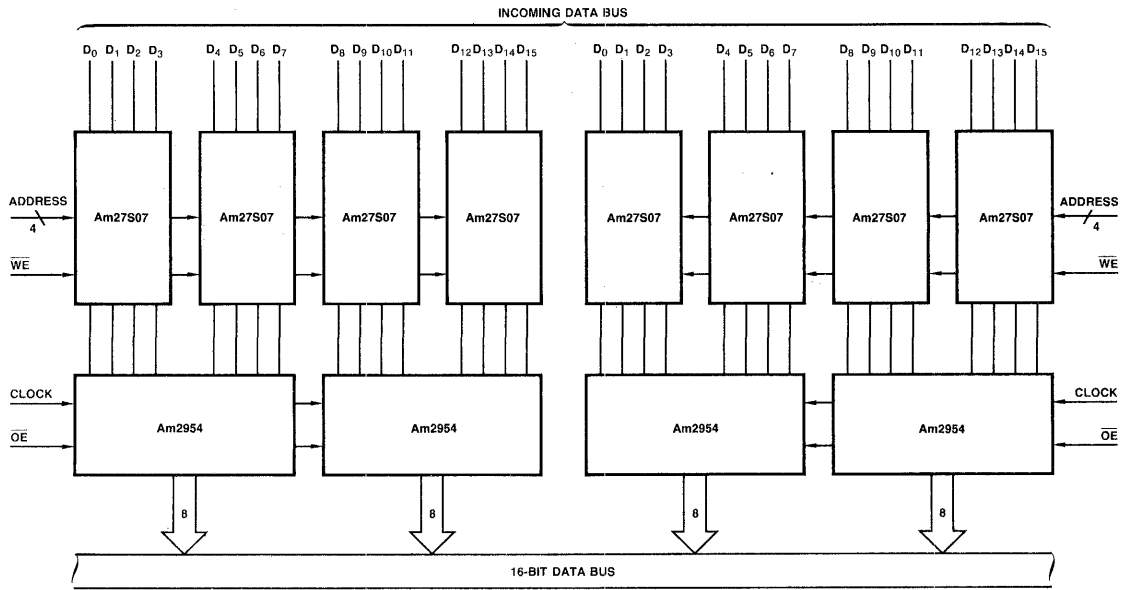 INCOMING DATA BUS
D0 D1 D2 D3 D4 D5 D6 D7 D8 D9 D10 D11 D12 D13 D14 D15 D0 D1 D2 D3 D4 D5 D6 D7 D8 D9 D10 D11 D12 D13 D14 D15
ADDRESS Am27S07 Am27S07 Am27S07 Am27S07 Am27S07 Am27S07 Am27S07 Am27S07 ADDRESS
4 4
WE WE
CLOCK CLOCK
Am2954 Am2954 Am2954 Am2954
OE OE
8 8 8 8
16-BIT DATA BUS